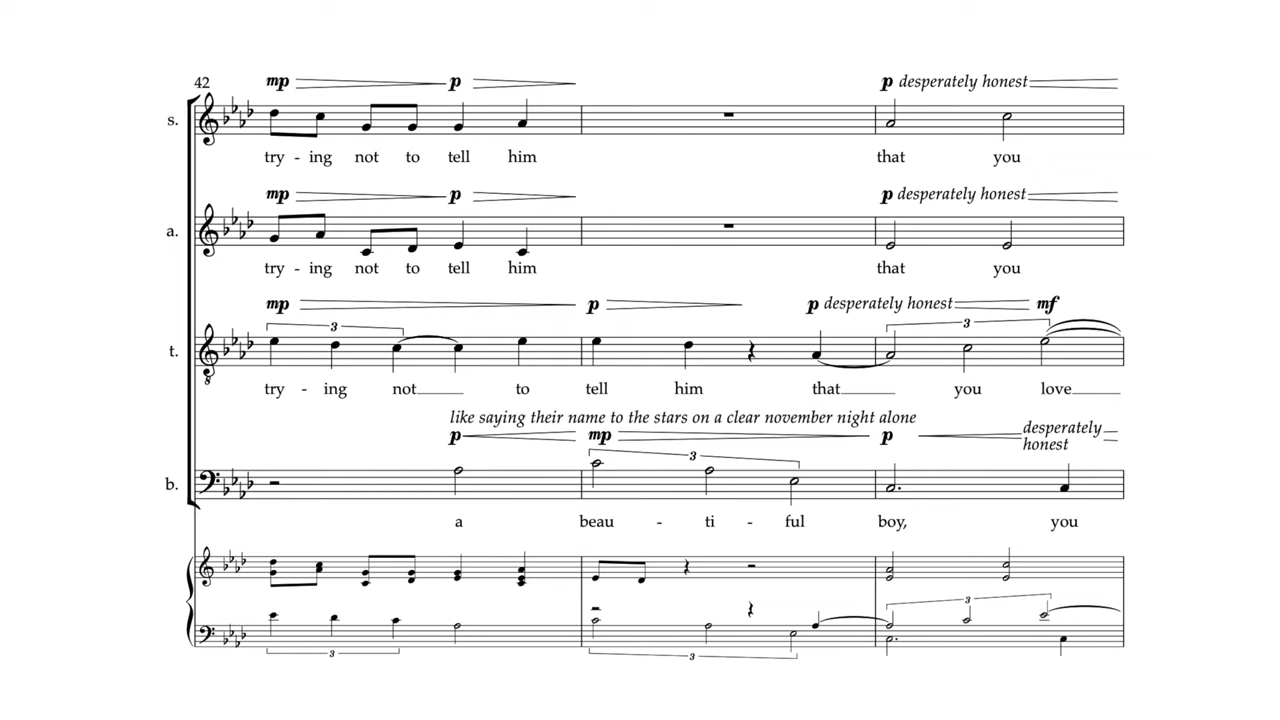 42 mp p p desperately honest
s.
try - ing not to tell him that you
mp p p desperately honest
a.
try - ing not to tell him that you
mp p p desperately honest mf
3 3
t.
8
try - ing not to tell him that you love
like saying their name to the stars on a clear november night alone
p mp p desperately
honest
3
b.
a beau - ti - ful boy, you
3
3 3